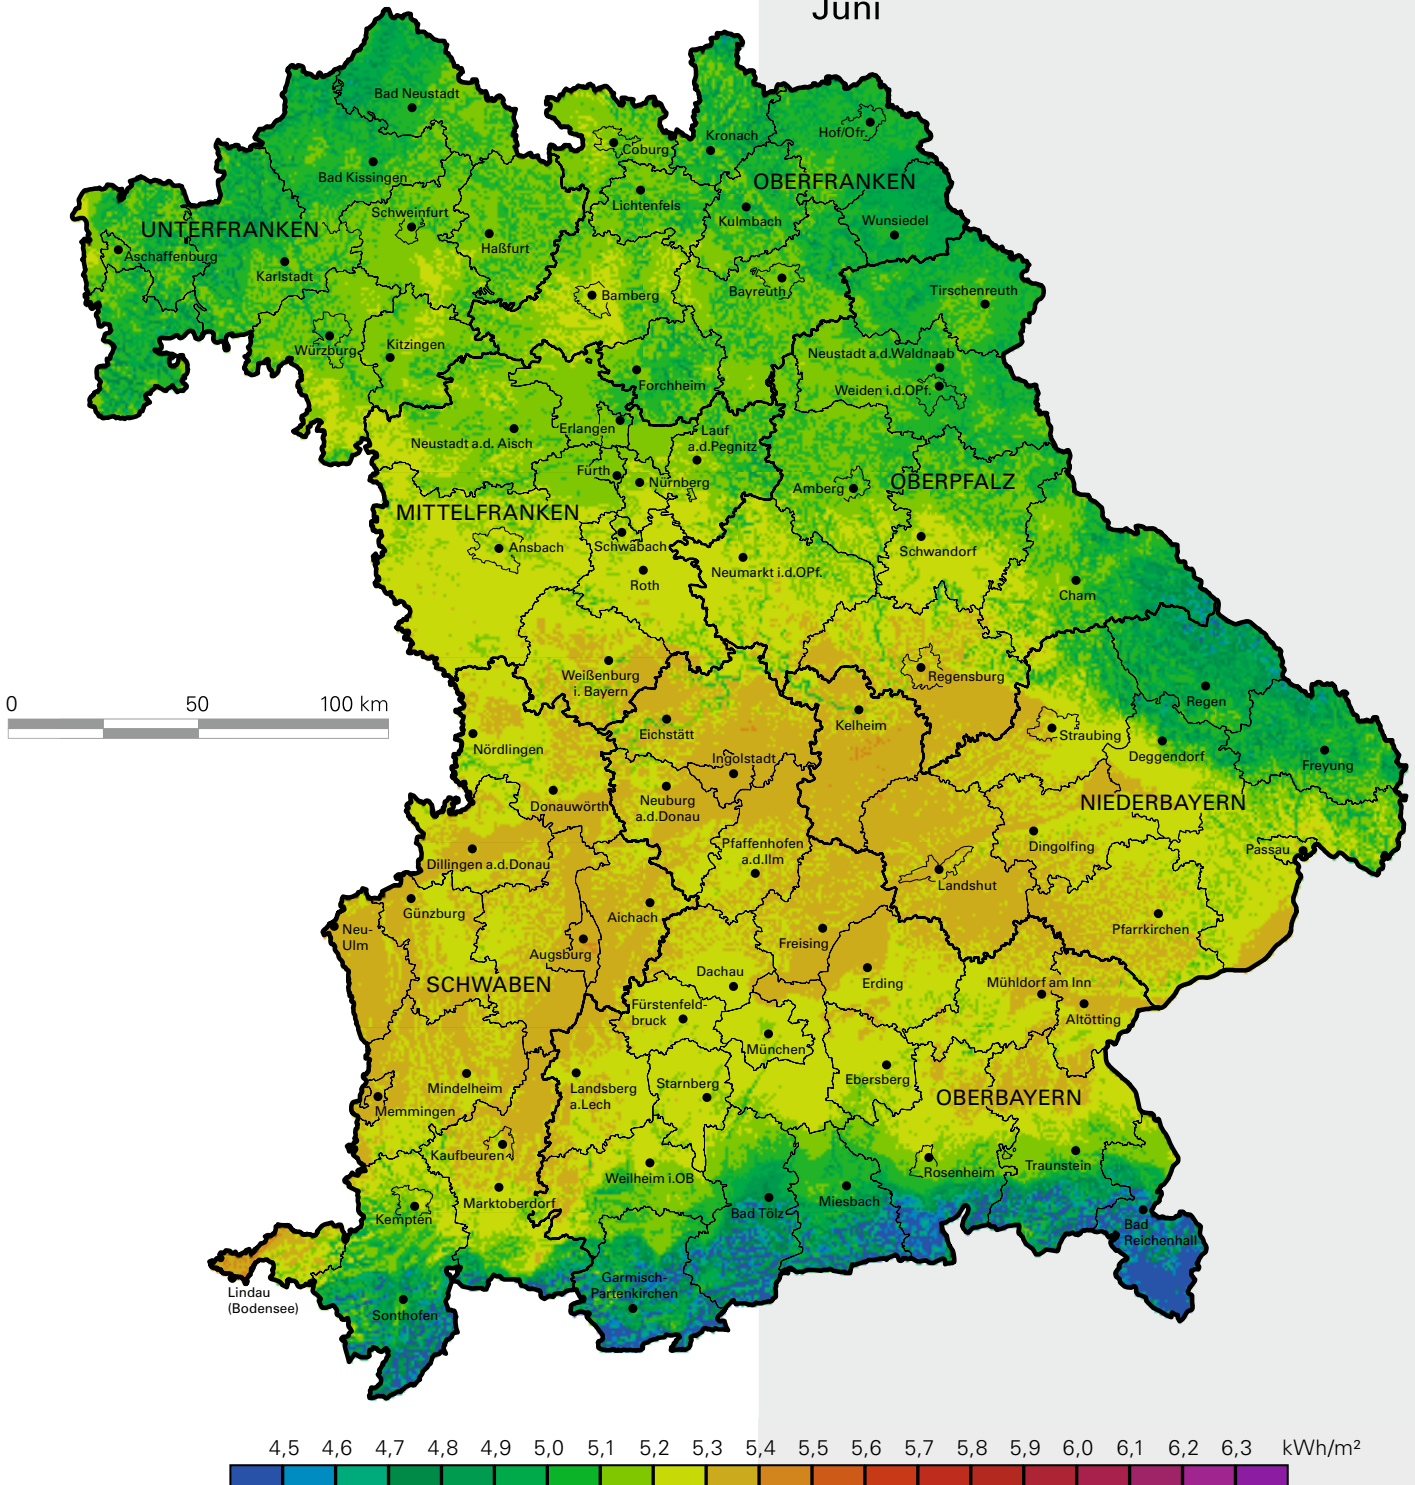 Juni
Bad Neustadt
Coburg
Kronach
Hof/Ofr.
Bad Kissingen
OBERFRANKEN
Lichtenfels
Kulmbach
Wunsiedel
UNTERFRANKEN
Schweinfurt
Haßfurt
Aschaffenburg
Karlstadt
Bamberg
Bayreuth
Tirschenreuth
Würzburg
Kitzingen
Neustadt a.d.Waldnaab
Forchheim
Weiden i.d.OPf.
Neustadt a.d. Aisch
Erlangen
Lauf
a.d.Pegnitz
Fürth
Nürnberg
Amberg
OBERPFALZ
MITTELFRANKEN
Ansbach
Schwabach
Schwandorf
Roth
Neumarkt i.d.OPf.
Cham
Weißenburg
i. Bayern
Regensburg
0 50 100 km
Regen
Eichstätt
Kelheim
Straubing
Nördlingen
Deggendorf
Ingolstadt
Freyung
Donauwörth
Neuburg
a.d.Donau
NIEDERBAYERN
Pfaffenhofen
a.d.Ilm
Dingolfing
Passau
Dillingen a.d.Donau
Landshut
Günzburg
Aichach
Neu-
Ulm
Freising
Pfarrkirchen
Augsburg
SCHWABEN
Dachau
Erding
Mühldorf am Inn
Fürstenfeld-
bruck
Altötting
München
Mindelheim
Landsberg
a.Lech
Starnberg
Ebersberg
OBERBAYERN
Memmingen
Kaufbeuren
Weilheim i.OB
Rosenheim
Traunstein
Marktoberdorf
Miesbach
Kempten
Bad Tölz
Bad
Reichenhall
Lindau
(Bodensee)
Garmisch-
Partenkirchen
Sonthofen
4,5 4,6 4,7 4,8 4,9 5,0 5,1 5,2 5,3 5,4 5,5 5,6 5,7 5,8 5,9 6,0 6,1 6,2 6,3 kWh/m²